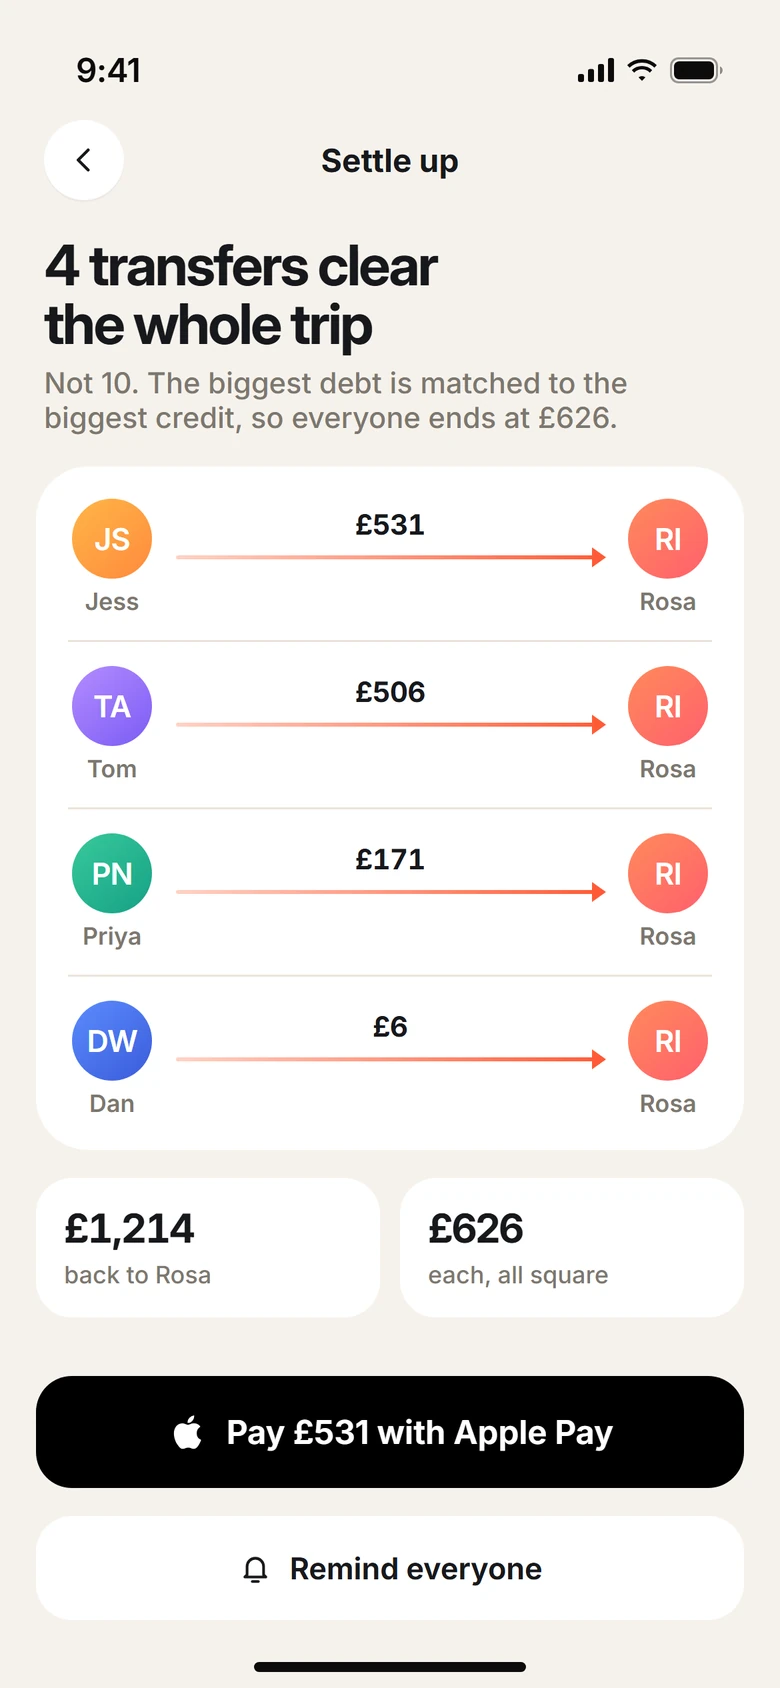 9:41
Settle up
4 transfers clear
the whole trip
Not 10. The biggest debt is matched to the
biggest credit, so everyone ends at £626.
JS
£531
RI
Jess
Rosa
TA
£506
RI
Tom
Rosa
PN
£171
RI
Priya
Rosa
DW
£6
RI
Dan
Rosa
£1,214
back to Rosa
£626
each, all square
Pay £531 with Apple Pay
Remind everyone